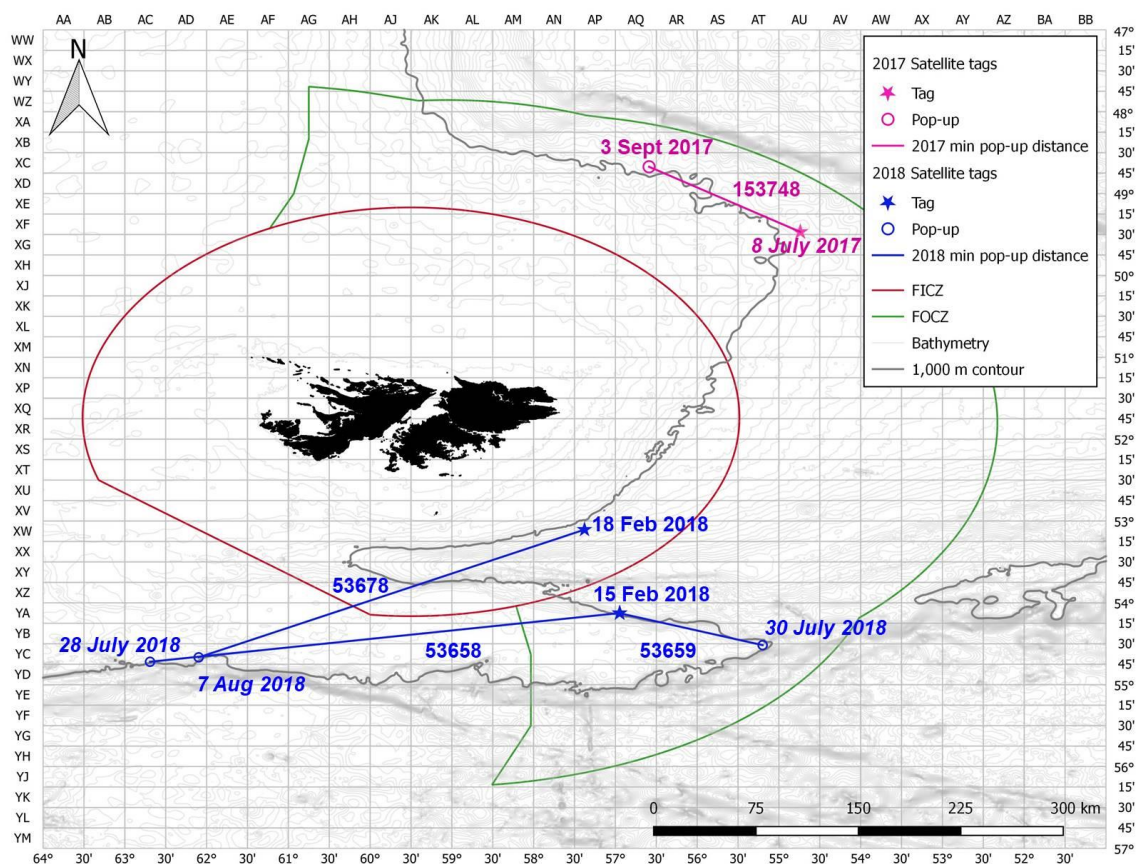 AA AB AC AD AE AF AG AH AJ AK AL AM AN AO AP AQ AR AS AT AU AV AW AX AY AZ BA BB
WW
WX
WY
WZ
XA
XB
XC
XD
XE
XF
XG
XH
XJ
XK
XL
XM
XN
XP
XQ
XR
XS
XT
XU
XV
XW
XX
XY
XZ
YA
YB
YC
YD
YE
YF
YG
YH
YJ
YK
YL
YM
N
3 Sept 2017
153748
8 July 2017
18 Feb 2018
53678
15 Feb 2018
28 July 2018
30 July 2018
53658
53659
7 Aug 2018
2017 Satellite tags
Tag
Pop-up
2017 min pop-up distance
2018 Satellite tags
Tag
Pop-up
2018 min pop-up distance
FICZ
FOCZ
Bathymetry
1,000 m contour
47°
15'
30'
45'
48°
15'
30'
45'
49°
15'
30'
45'
50°
15'
30'
45'
51°
15'
30'
45'
52°
15'
30'
45'
53°
15'
30'
45'
54°
15'
30'
45'
55°
15'
30'
45'
56°
15'
30'
45'
57°
0 75 150 225 300 km
64° 30' 63° 30' 62° 30' 61° 30' 60° 30' 59° 30' 58° 30' 57° 30' 56° 30' 55° 30' 54° 30' 53° 30' 52° 30' 51°